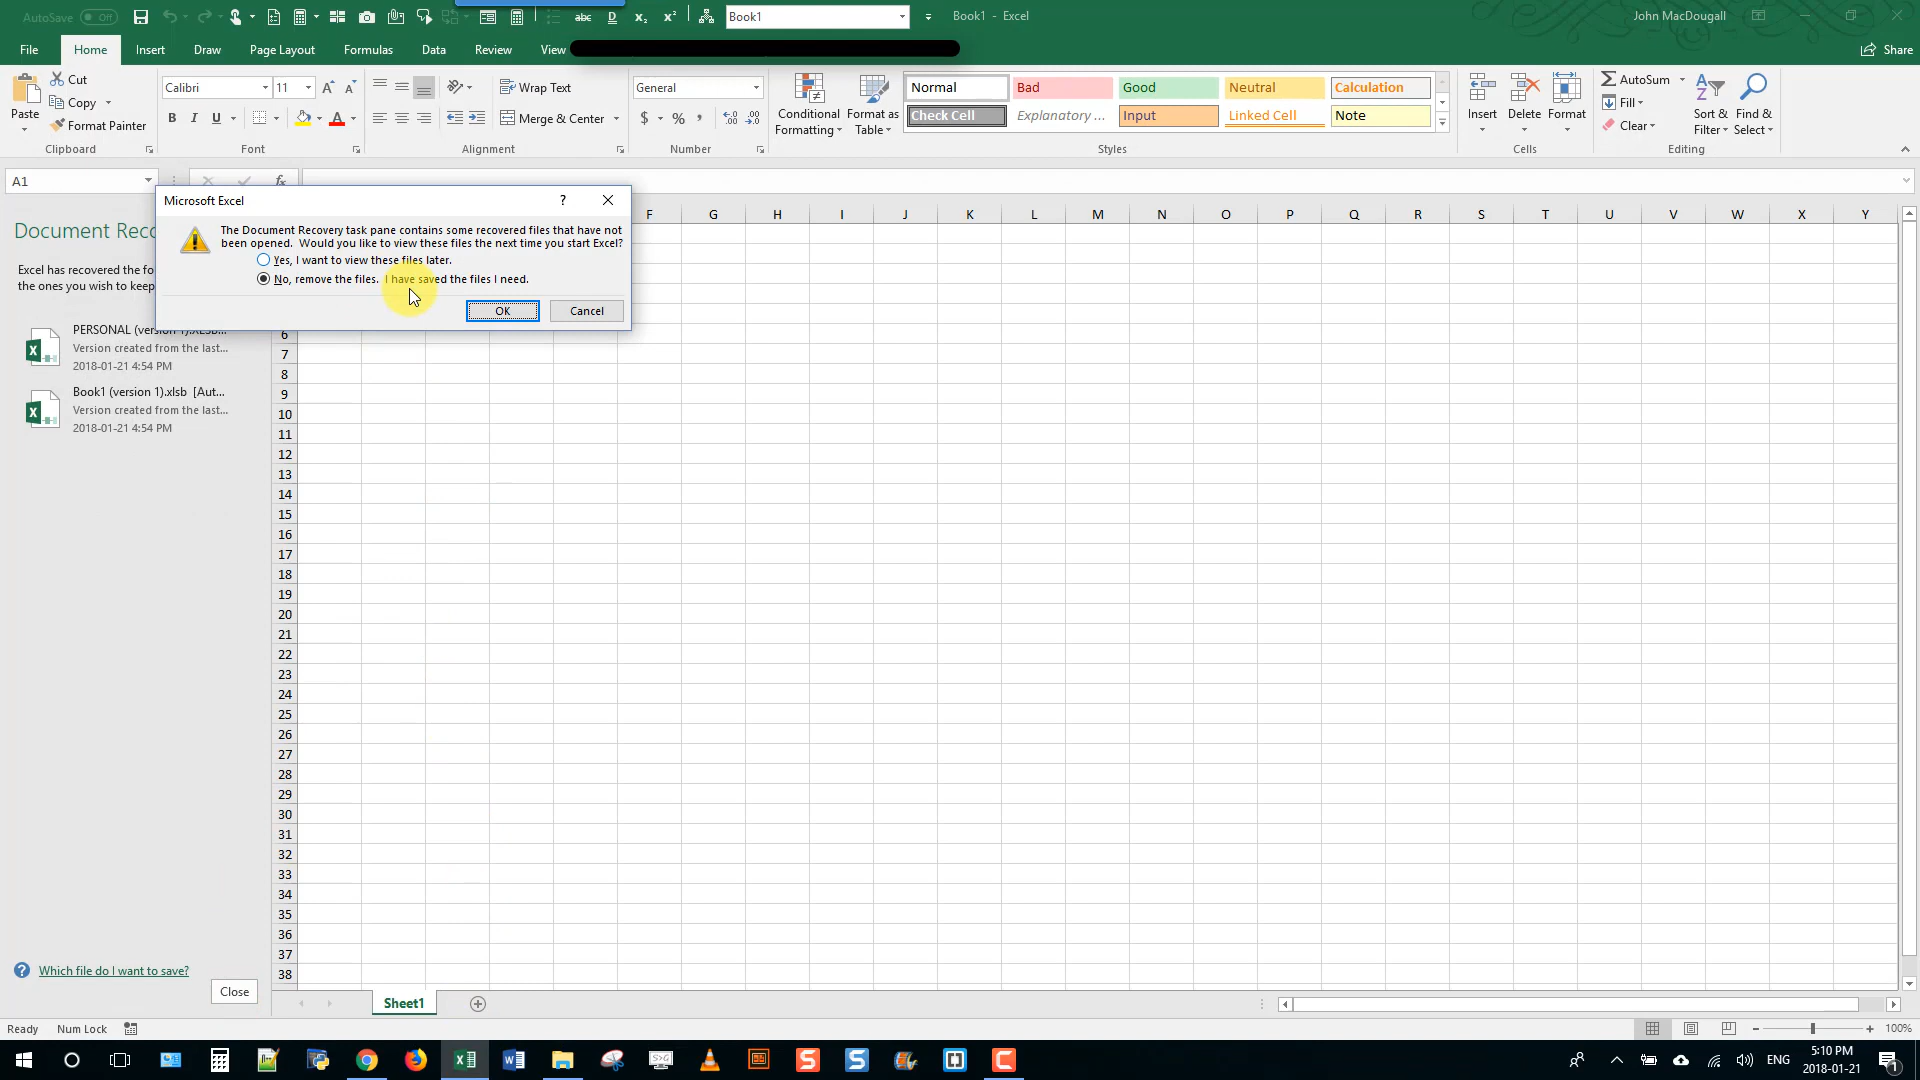 AutoSave Off
Book1
Book1 - Excel
John MacDougall
File Home Insert Draw Page Layout Formulas Data Review View
Share
Paste
Cut
Copy
Format Painter
Clipboard
Calibri 11
B I U
Font
Wrap Text
Merge & Center
Alignment
General
$ %
Number
Conditional Formatting
Format as Table
Normal Bad Good Neutral Calculation
Check Cell Explanatory ... Input Linked Cell Note
Styles
Insert Delete Format
Cells
AutoSum
Fill
Clear
Sort & Filter
Find & Select
Editing
A1
fx
Microsoft Excel
The Document Recovery task pane contains some recovered files that have not
been opened. Would you like to view these files the next time you start Excel?
Yes, I want to view these files later.
No, remove the files. I have saved the files I need.
OK Cancel
Document Reco
Excel has recovered the fo
the ones you wish to keep
PERSONAL (version 1).XLSB...
Version created from the last...
2018-01-21 4:54 PM
Book1 (version 1).xlsb [Aut...
Version created from the last...
2018-01-21 4:54 PM
Which file do I want to save?
Close
F G H I J K L M N O P Q R S T U V W X Y
6
7
8
9
10
11
12
13
14
15
16
17
18
19
20
21
22
23
24
25
26
27
28
29
30
31
32
33
34
35
36
37
38
Sheet1
Ready Num Lock
100%
ENG
5:10 PM
2018-01-21
1